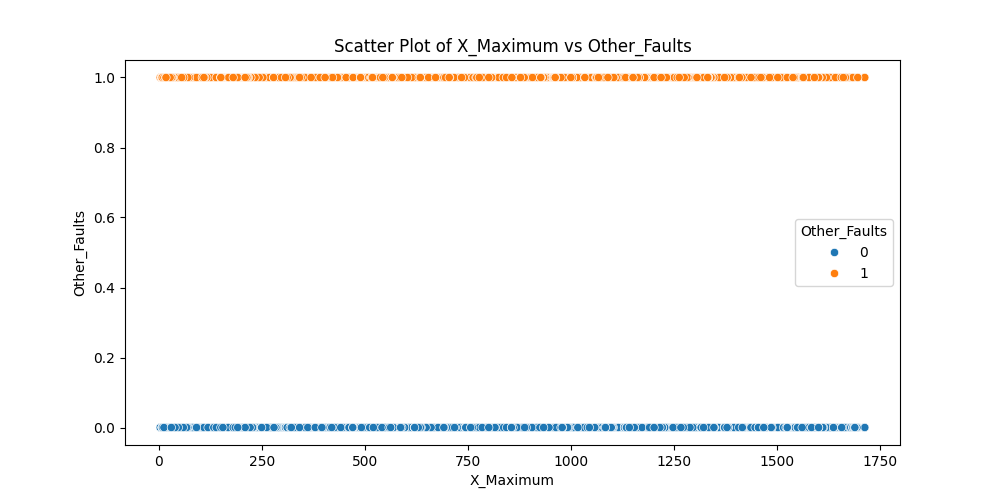 Scatter Plot of X_Maximum vs Other_Faults
1.0
0.8
0.6
0.4
0.2
0.0
Other_Faults
Other_Faults
0
1
0 250 500 750 1000 1250 1500 1750
X_Maximum